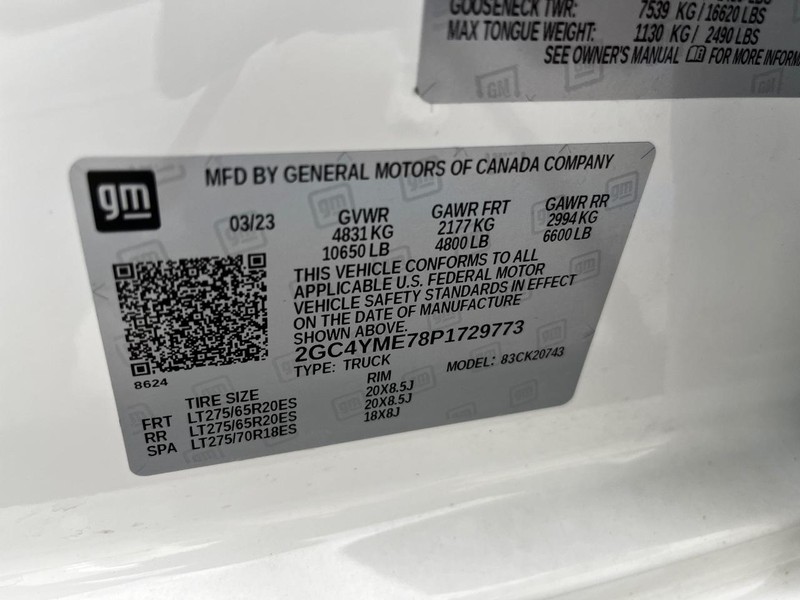 GOOSENECK TWR: 7539 KG/16620 LBS
MAX TONGUE WEIGHT: 1130 KG/ 2490 LBS
SEE OWNER'S MANUAL FOR MORE
gm
MFD BY GENERAL MOTORS OF CANADA COMPANY
03/23 GVWR GAWR FRT GAWR RR
4831 KG 2177 KG 2994 KG
10650 LB 4800 LB 6600 LB
THIS VEHICLE CONFORMS TO ALL
APPLICABLE U.S. FEDERAL MOTOR
VEHICLE SAFETY STANDARDS IN EFFECT
ON THE DATE OF MANUFACTURE
SHOWN ABOVE.
2GC4YME78P1729773
TYPE: TRUCK MODEL: 83CK20743
8624
TIRE SIZE RIM
FRT LT275/65R20ES 20X8.5J
RR LT275/65R20ES 20X8.5J
SPA LT275/70R18ES 18X8J